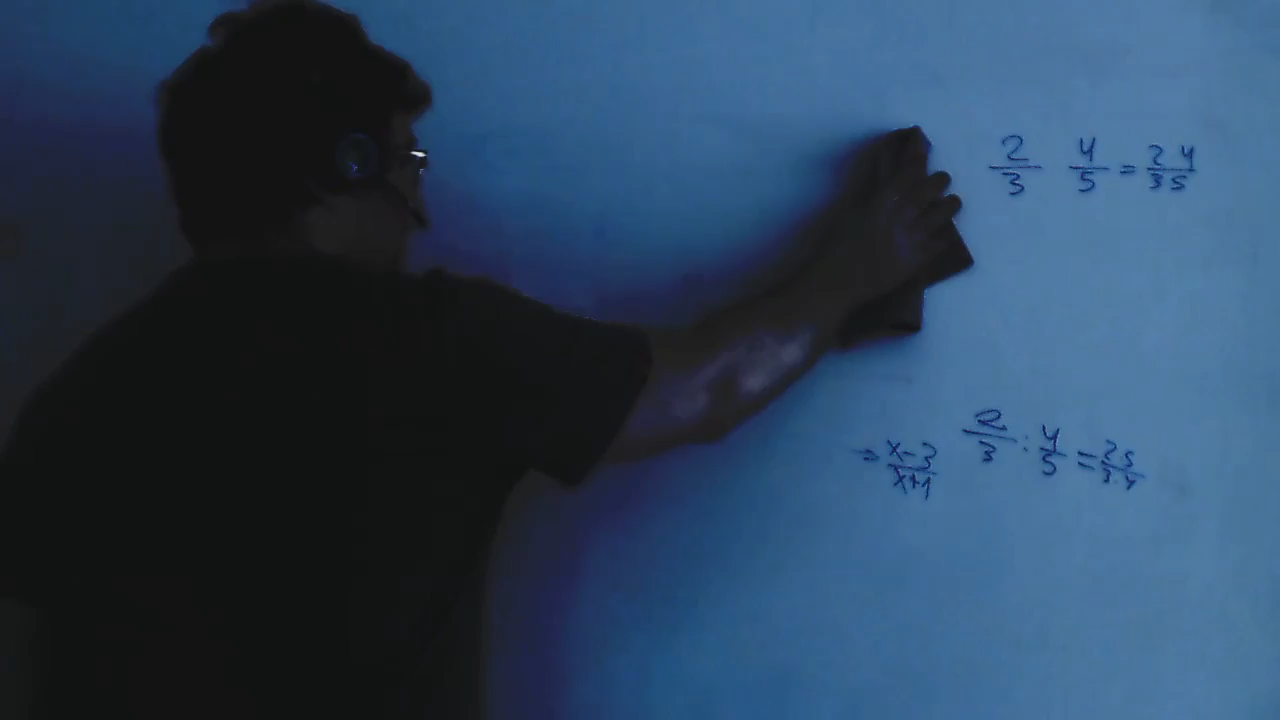 2/3 4/5 = 2 4/3 5
2/3 : 4/5 = 2 5/3·4
→ x-3/x+1